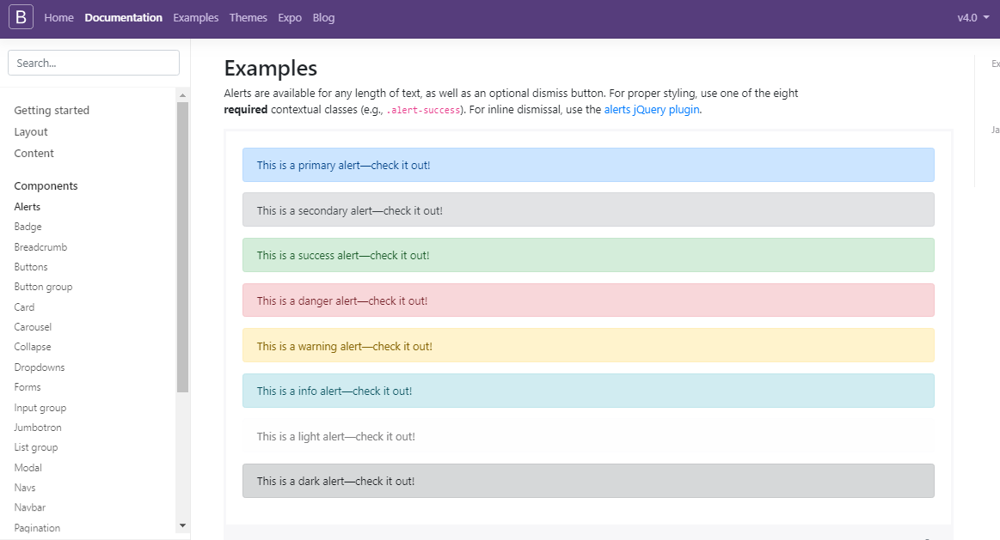 B Home Documentation Examples Themes Expo Blog v4.0
Search...
Getting started
Layout
Content
Components
Alerts
Badge
Breadcrumb
Buttons
Button group
Card
Carousel
Collapse
Dropdowns
Forms
Input group
Jumbotron
List group
Modal
Navs
Navbar
Pagination
Examples
Alerts are available for any length of text, as well as an optional dismiss button. For proper styling, use one of the eight
required contextual classes (e.g., .alert-success). For inline dismissal, use the alerts jQuery plugin.
This is a primary alert—check it out!
This is a secondary alert—check it out!
This is a success alert—check it out!
This is a danger alert—check it out!
This is a warning alert—check it out!
This is a info alert—check it out!
This is a light alert—check it out!
This is a dark alert—check it out!
Ex
Ja